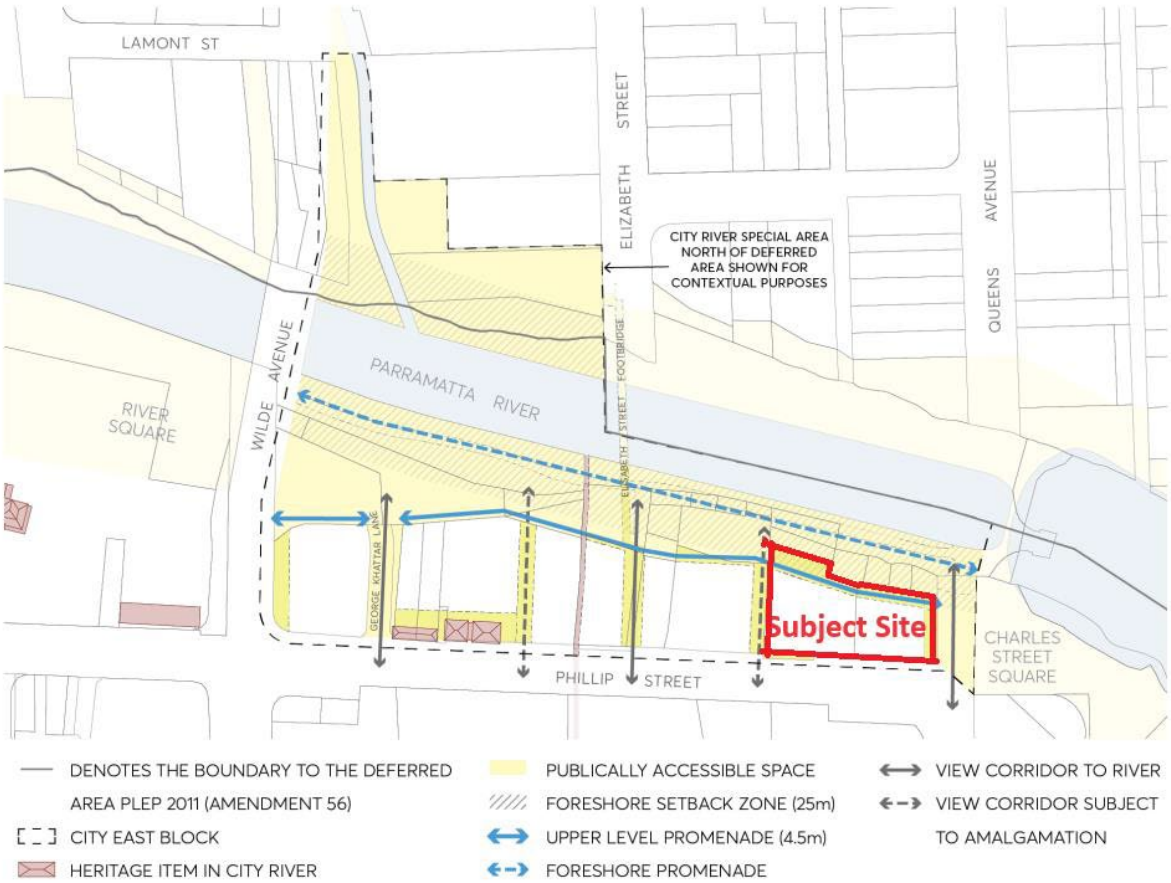 LAMONT ST
ELIZABETH STREET
QUEENS AVENUE
CITY RIVER SPECIAL AREA
NORTH OF DEFERRED
AREA SHOWN FOR
CONTEXTUAL PURPOSES
WILDE AVENUE
PARRAMATTA RIVER
ELISABETH STREET FOOTBRIDGE
RIVER
SQUARE
GEORGE KHATTAR LANE
Subject Site
CHARLES
STREET
SQUARE
PHILLIP STREET
DENOTES THE BOUNDARY TO THE DEFERRED
AREA PLEP 2011 (AMENDMENT 56)
CITY EAST BLOCK
HERITAGE ITEM IN CITY RIVER
PUBLICALLY ACCESSIBLE SPACE
FORESHORE SETBACK ZONE (25m)
UPPER LEVEL PROMENADE (4.5m)
FORESHORE PROMENADE
VIEW CORRIDOR TO RIVER
VIEW CORRIDOR SUBJECT
TO AMALGAMATION